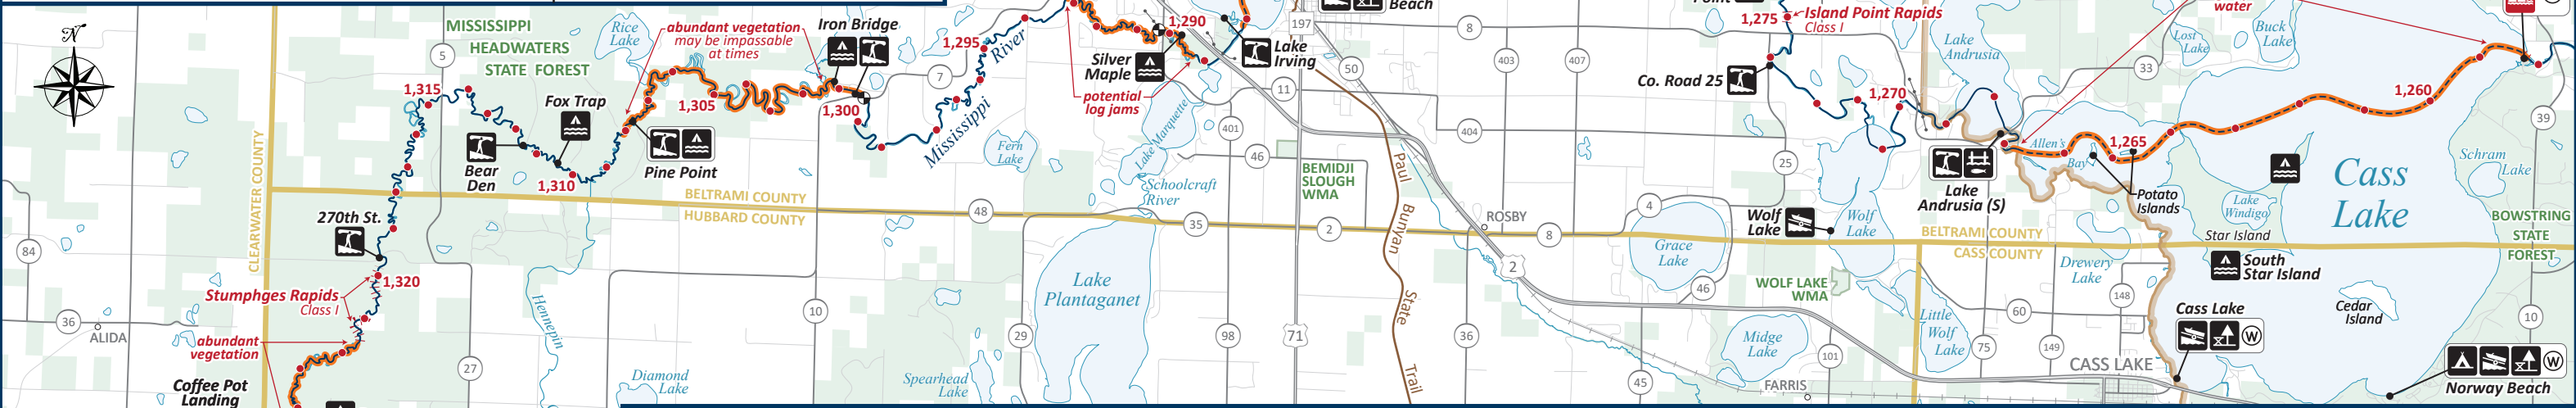 N
MISSISSIPPI
HEADWATERS
STATE FOREST
Rice
Lake
abundant vegetation
may be impassable
at times
Iron Bridge
1,295
River
1,290
Silver
Maple
Lake
Irving
Beach
197
8
50
403
407
1,275
Island Point Rapids
Class I
Lake
Andrusia
Lost
Lake
Buck
Lake
water
5
7
11
33
39
1,315
Fox Trap
1,305
1,300
potential
log jams
Co. Road 25
1,270
1,260
Bear
Den
1,310
Pine Point
Mississippi
Fern
Lake
Lake Marquette
401
404
46
25
Allen's
Bay
1,265
Cass
Lake
Schram
Lake
CLEARWATER COUNTY
BELTRAMI COUNTY
HUBBARD COUNTY
Schoolcraft
River
BEMIDJI
SLOUGH
WMA
Paul
Bunyan
State
Trail
Lake
Andrusia (S)
Potato
Islands
Lake
Windigo
Star Island
BOWSTRING
STATE
FOREST
270th St.
84
48
35
2
ROSBY
8
4
Wolf
Lake
Wolf
Lake
Grace
Lake
BELTRAMI COUNTY
CASS COUNTY
Drewery
Lake
South
Star Island
1,320
Stumphges Rapids
Class I
Hennepin
Lake
Plantaganet
2
46
WOLF LAKE
WMA
148
Cass Lake
W
Cedar
Island
36
ALIDA
10
29
98
71
36
Midge
Lake
101
Little
Wolf
Lake
60
75
149
10
abundant
vegetation
27
Coffee Pot
Landing
Diamond
Lake
Spearhead
Lake
45
FARRIS
CASS LAKE
W
Norway Beach